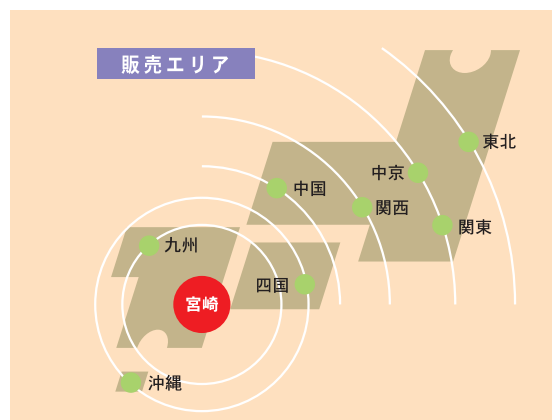 販売エリア
東北
中京
中国
関西
関東
九州
四国
宮崎
沖縄